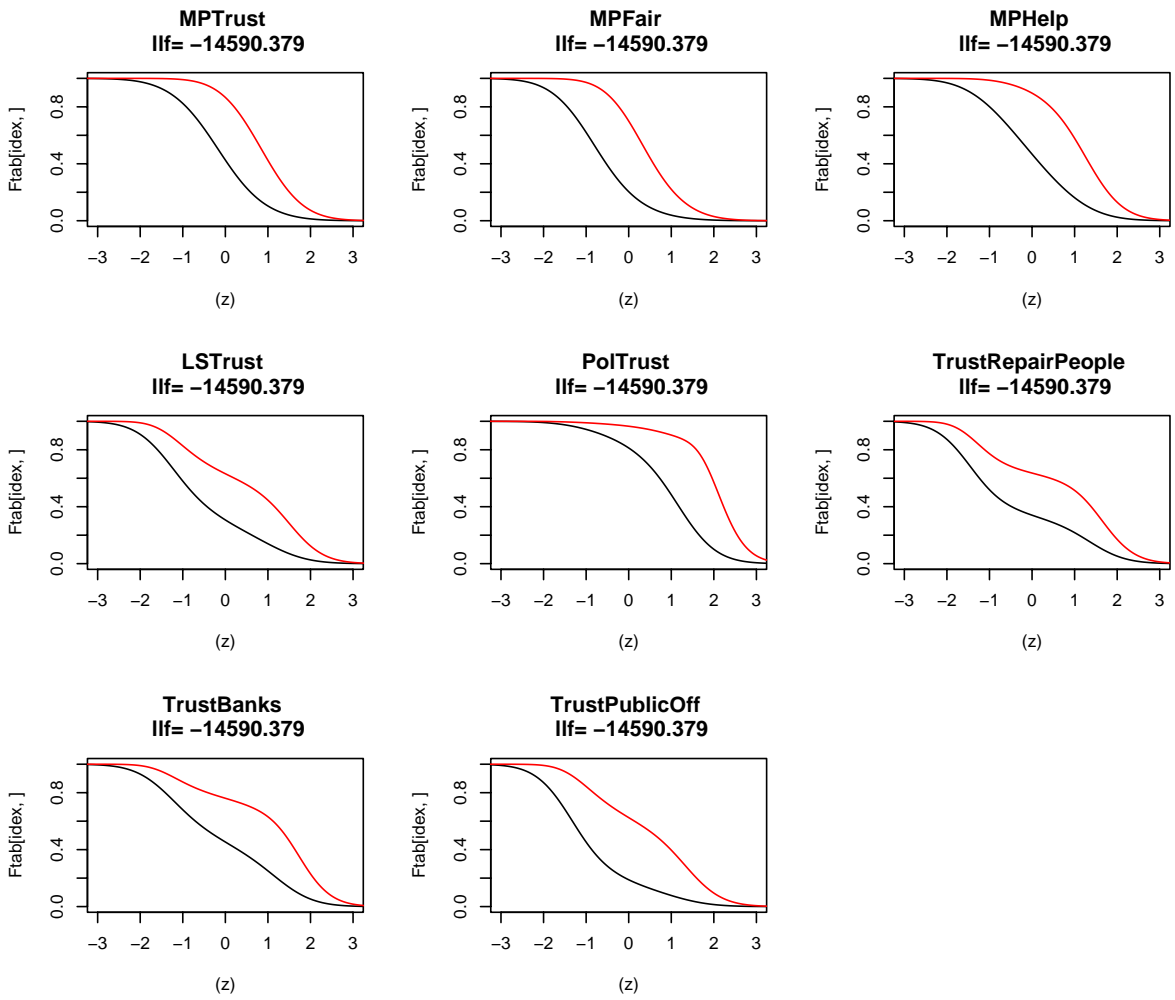 MPTrust
llf= −14590.379
Ftab[idex, ]
0.0 0.4 0.8
−3 −2 −1 0 1 2 3
(z)
MPFair
llf= −14590.379
Ftab[idex, ]
0.0 0.4 0.8
−3 −2 −1 0 1 2 3
(z)
MPHelp
llf= −14590.379
Ftab[idex, ]
0.0 0.4 0.8
−3 −2 −1 0 1 2 3
(z)
LSTrust
llf= −14590.379
Ftab[idex, ]
0.0 0.4 0.8
−3 −2 −1 0 1 2 3
(z)
PolTrust
llf= −14590.379
Ftab[idex, ]
0.0 0.4 0.8
−3 −2 −1 0 1 2 3
(z)
TrustRepairPeople
llf= −14590.379
Ftab[idex, ]
0.0 0.4 0.8
−3 −2 −1 0 1 2 3
(z)
TrustBanks
llf= −14590.379
Ftab[idex, ]
0.0 0.4 0.8
−3 −2 −1 0 1 2 3
(z)
TrustPublicOff
llf= −14590.379
Ftab[idex, ]
0.0 0.4 0.8
−3 −2 −1 0 1 2 3
(z)